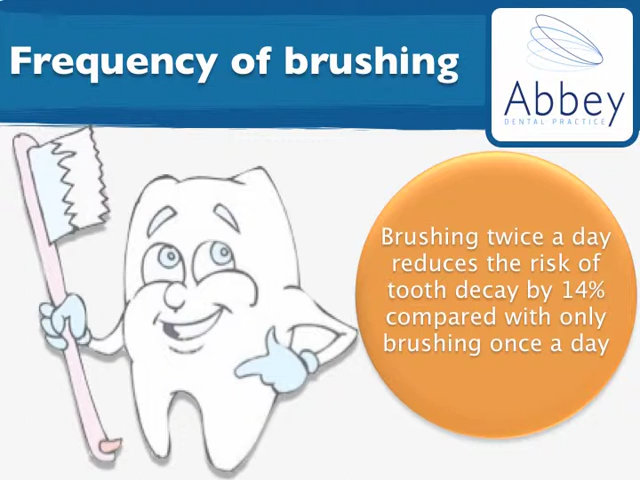 Frequency of brushing
Abbey
DENTAL PRACTICE
Brushing twice a day
reduces the risk of
tooth decay by 14%
compared with only
brushing once a day